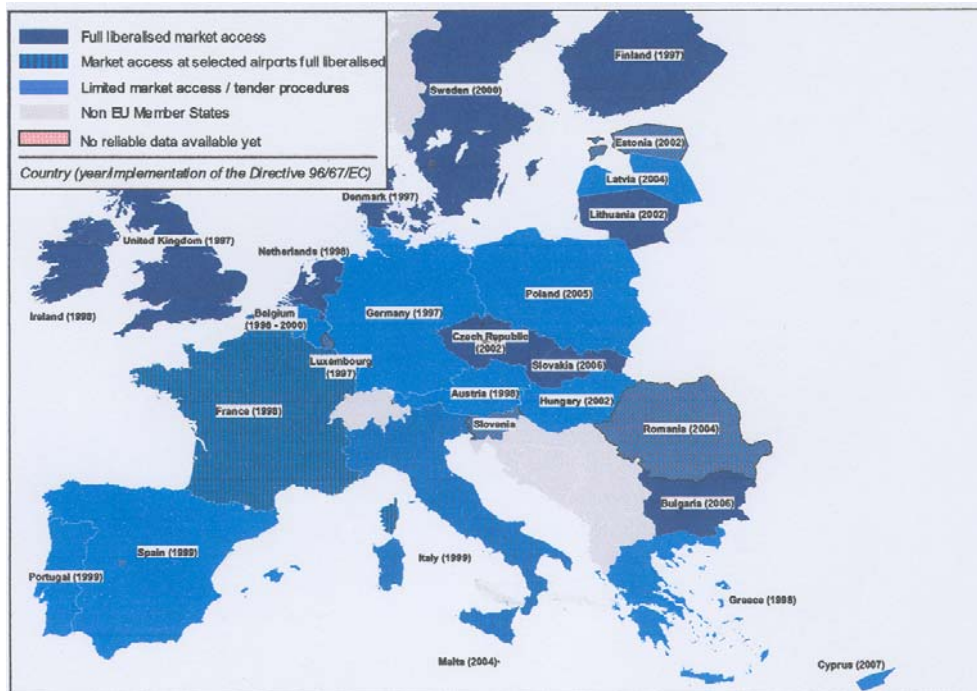 Full liberalised market access
Market access at selected airports full liberalised
Limited market access / tender procedures
Non EU Member States
No reliable data available yet
Country (year/Implementation of the Directive 96/67/EC)
Finland (1997)
Sweden (2000)
Estonia (2002)
Latvia (2004)
Denmark (1997)
Lithuania (2002)
United Kingdom (1997)
Netherlands (1998)
Poland (2005)
Ireland (1998)
Belgium
(1998 - 2000)
Germany (1997)
Czech Republic
(2002)
Luxembourg
(1997)
Slovakia (2006)
Austria (1998)
Hungary (2002)
France (1998)
Slovenia
Romania (2004)
Bulgaria (2006)
Spain (1999)
Italy (1999)
Portugal (1999)
Greece (1998)
Malta (2004)
Cyprus (2007)